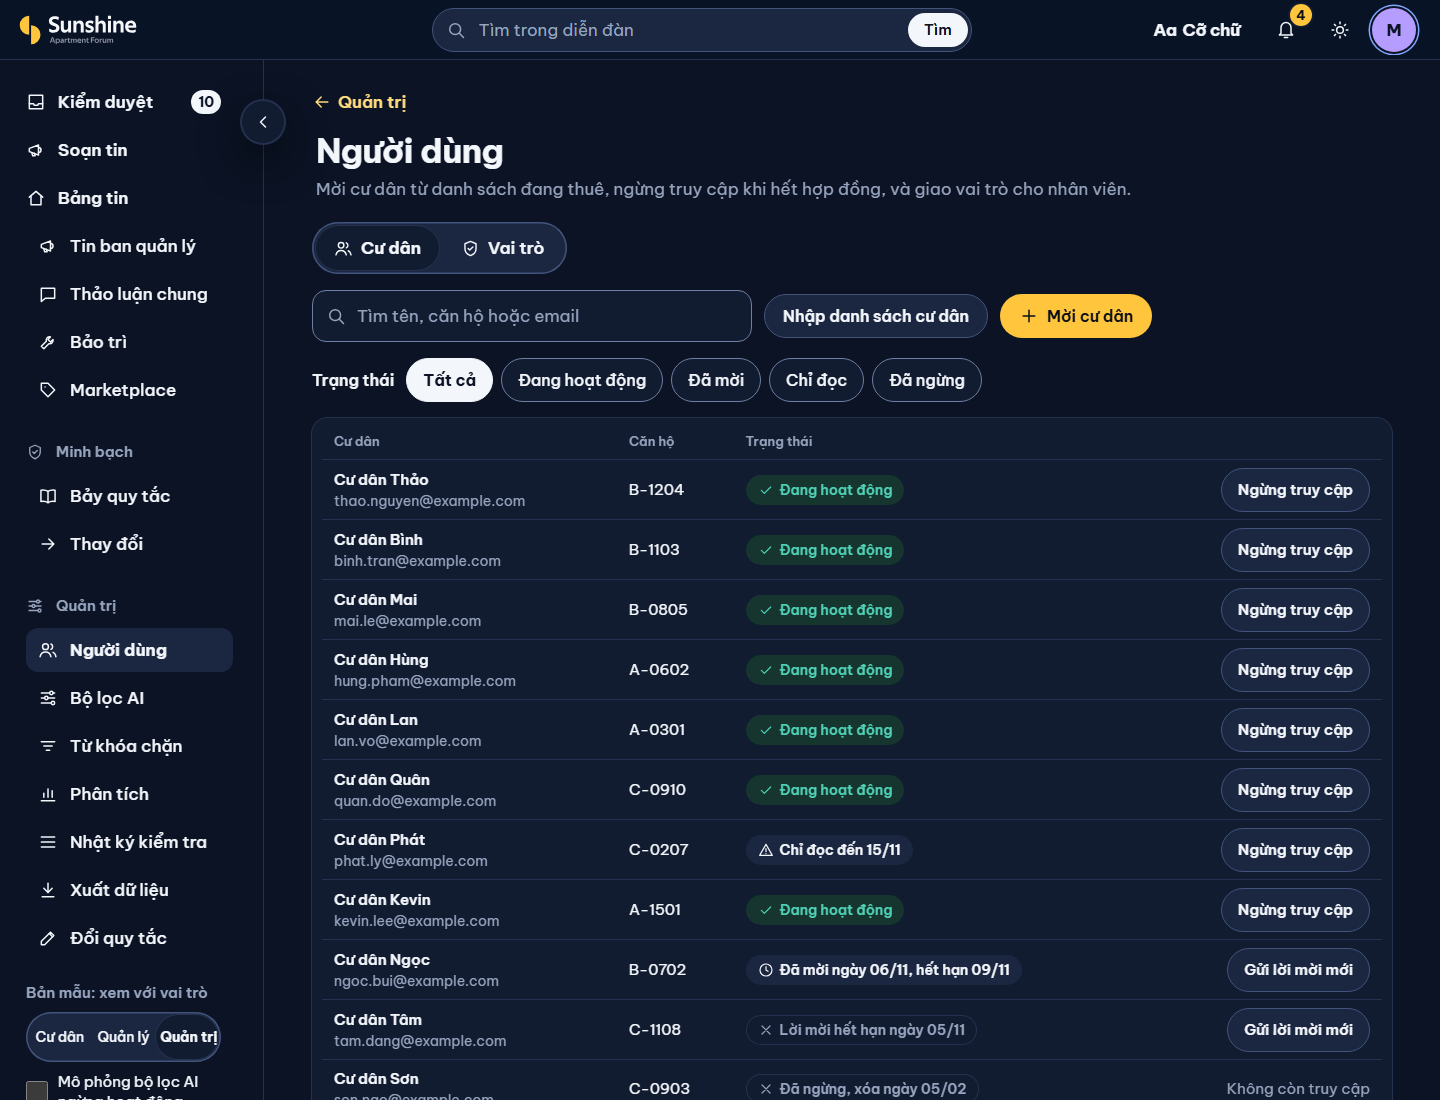 Sunshine
Apartment Forum
Tìm trong diễn đàn
Tìm
Aa Cỡ chữ
4
M
Kiểm duyệt
10
Soạn tin
Bảng tin
Tin ban quản lý
Thảo luận chung
Bảo trì
Marketplace
Minh bạch
Bảy quy tắc
Thay đổi
Quản trị
Người dùng
Bộ lọc AI
Từ khóa chặn
Phân tích
Nhật ký kiểm tra
Xuất dữ liệu
Đổi quy tắc
Bản mẫu: xem với vai trò
Cư dân
Quản lý
Quản trị
Mô phỏng bộ lọc AI
ngừng hoạt động
Quản trị
Người dùng
Mời cư dân từ danh sách đang thuê, ngừng truy cập khi hết hợp đồng, và giao vai trò cho nhân viên.
Cư dân
Vai trò
Tìm tên, căn hộ hoặc email
Nhập danh sách cư dân
Mời cư dân
Trạng thái
Tất cả
Đang hoạt động
Đã mời
Chỉ đọc
Đã ngừng
Cư dân
Căn hộ
Trạng thái
Cư dân Thảo
thao.nguyen@example.com
B-1204
Đang hoạt động
Ngừng truy cập
Cư dân Bình
binh.tran@example.com
B-1103
Đang hoạt động
Ngừng truy cập
Cư dân Mai
mai.le@example.com
B-0805
Đang hoạt động
Ngừng truy cập
Cư dân Hùng
hung.pham@example.com
A-0602
Đang hoạt động
Ngừng truy cập
Cư dân Lan
lan.vo@example.com
A-0301
Đang hoạt động
Ngừng truy cập
Cư dân Quân
quan.do@example.com
C-0910
Đang hoạt động
Ngừng truy cập
Cư dân Phát
phat.ly@example.com
C-0207
Chỉ đọc đến 15/11
Ngừng truy cập
Cư dân Kevin
kevin.lee@example.com
A-1501
Đang hoạt động
Ngừng truy cập
Cư dân Ngọc
ngoc.bui@example.com
B-0702
Đã mời ngày 06/11, hết hạn 09/11
Gửi lời mời mới
Cư dân Tâm
tam.dang@example.com
C-1108
Lời mời hết hạn ngày 05/11
Gửi lời mời mới
Cư dân Sơn
son.ngo@example.com
C-0903
Đã ngừng, xóa ngày 05/02
Không còn truy cập